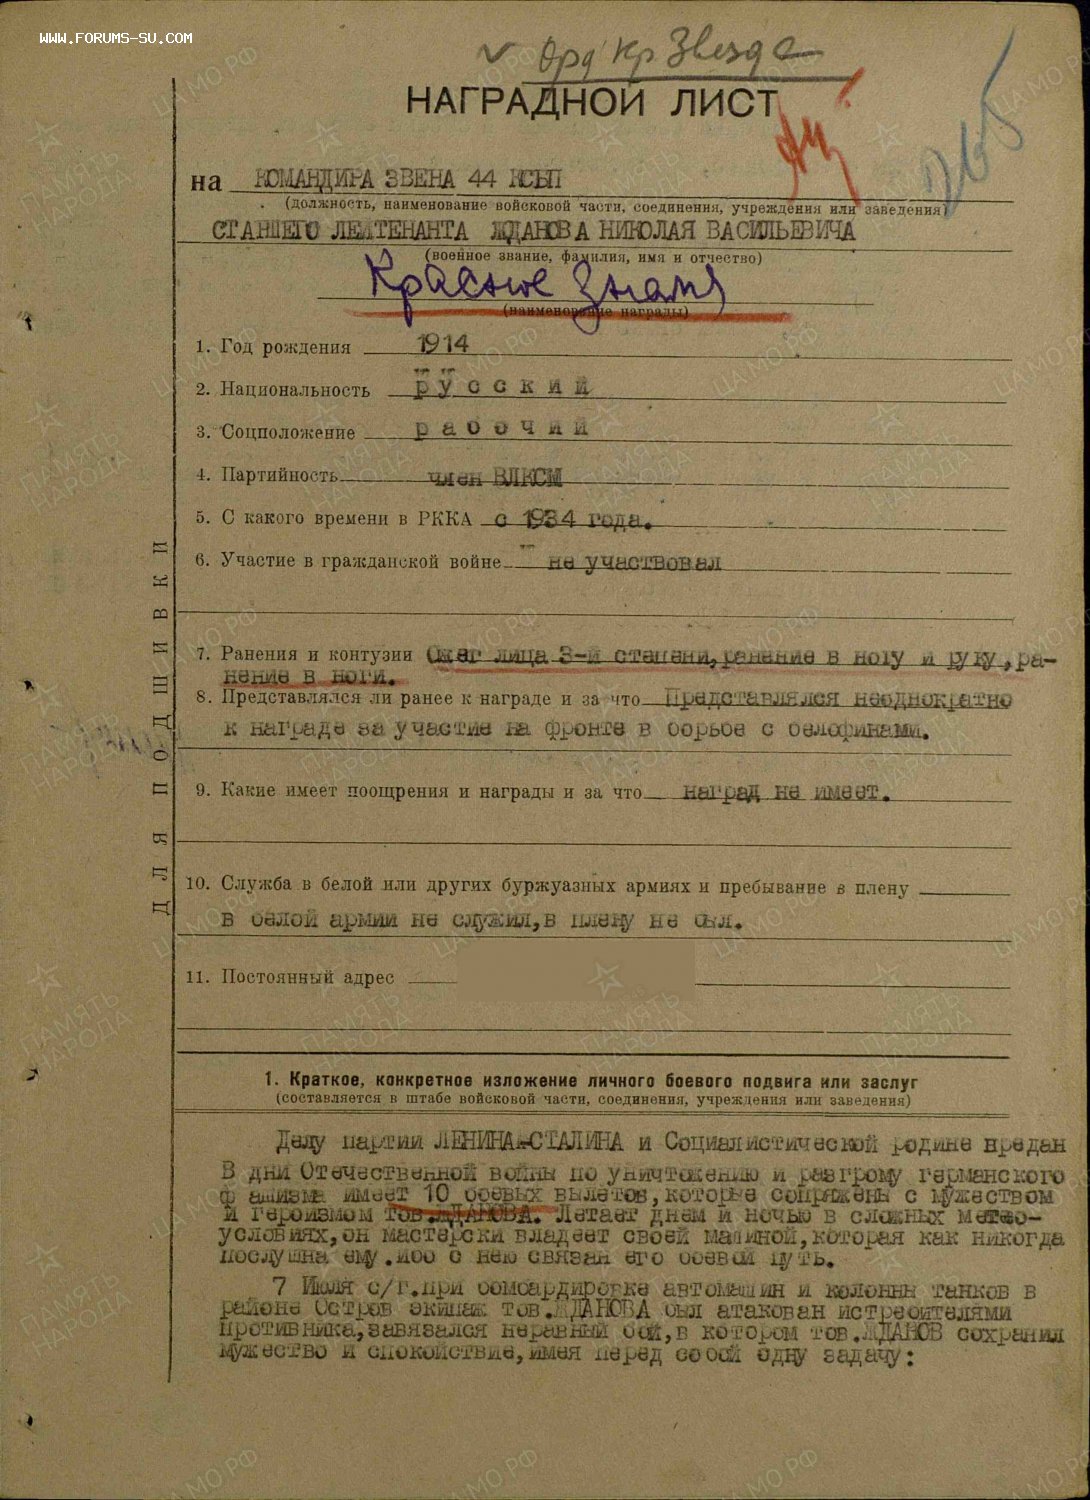 WWW.FORUMS-SU.COM
Орд Кр Звезда
НАГРАДНОЙ ЛИСТ
на КОМАНДИРА ЗВЕНА 44 КСБП
(должность, наименование войсковой части, соединения, учреждения или заведения)
СТАРШЕГО ЛЕЙТЕНАНТА ЖДАНОВА НИКОЛАЯ ВАСИЛЬЕВИЧА
(военное звание, фамилия, имя и отчество)
Красное Знамя
(наименование награды)
1. Год рождения 1914
2. Национальность русский
3. Соцположение рабочий
4. Партийность член ВЛКСМ
5. С какого времени в РККА с 1934 года.
6. Участие в гражданской войне не участвовал
7. Ранения и контузии Ожег лица 3-й степени, ранение в ногу и руку, ра-
нение в ноги.
8. Представлялся ли ранее к награде и за что Представлялся неоднократно
к награде за участие на фронте в борьбе с белофинами.
9. Какие имеет поощрения и награды и за что наград не имеет.
10. Служба в белой или других буржуазных армиях и пребывание в плену
в белой армии не служил, в плену не был.
11. Постоянный адрес
ДЛЯ ПОДШИВКИ
1. Краткое, конкретное изложение личного боевого подвига или заслуг
(составляется в штабе войсковой части, соединения, учреждения или заведения)
Делу партии ЛЕНИНА-СТАЛИНА и Социалистической родине предан
В дни Отечественной войны по уничтожению и разгрому германского
фашизма имеет 10 боевых вылетов, которые сопряжены с мужеством
и героизмом тов. ЖДАНОВА. Летает днем и ночью в сложных метео-
условиях, он мастерски владеет своей машиной, которая как никогда
послушна ему. ибо с нею связан его боевой путь.
7 Июля с/г. при бомбардировке автомашин и колонны танков в
районе Остров экипаж тов. ЖДАНОВА был атакован истребителями
противника, завязался неравный бой, в котором тов. ЖДАНОВ сохранил
мужество и спокойствие, имея перед собой одну задачу: